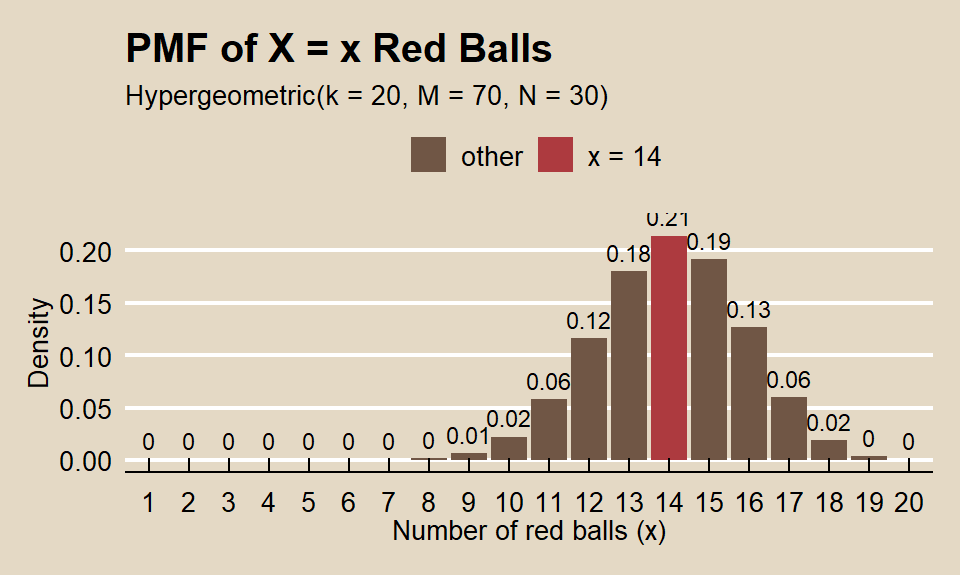 PMF of X = x Red Balls
Hypergeometric(k = 20, M = 70, N = 30)
other x = 14
Density
0.20
0.15
0.10
0.05
0.00
0 0 0 0 0 0 0 0 0.01 0.02 0.06 0.12 0.18 0.21 0.19 0.13 0.06 0.02 0 0
1 2 3 4 5 6 7 8 9 10 11 12 13 14 15 16 17 18 19 20
Number of red balls (x)